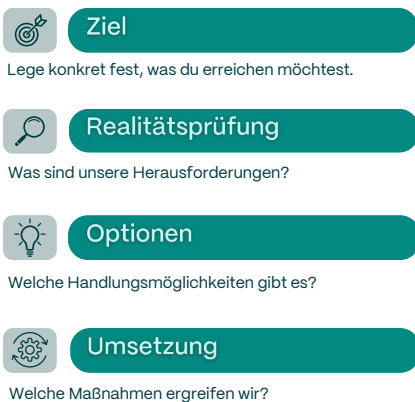 Ziel
Lege konkret fest, was du erreichen möchtest.
Realitätsprüfung
Was sind unsere Herausforderungen?
Optionen
Welche Handlungsmöglichkeiten gibt es?
Umsetzung
Welche Maßnahmen ergreifen wir?